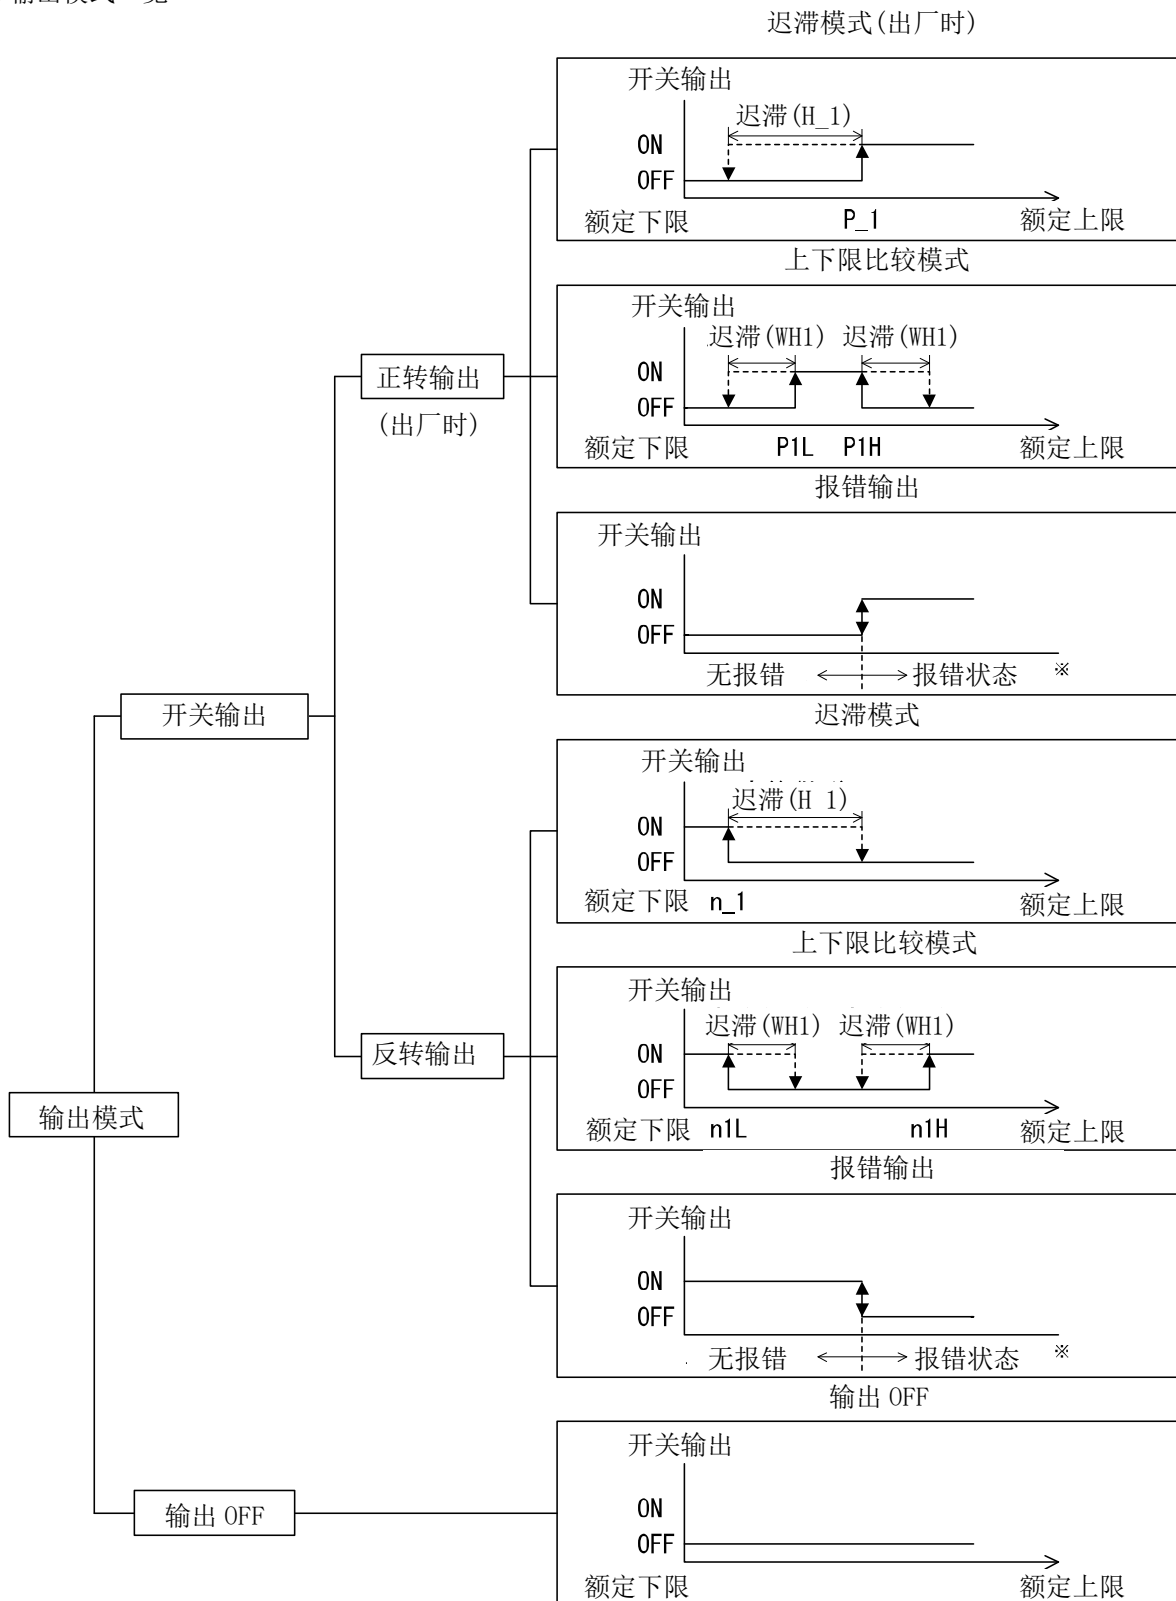 迟滞模式(出厂时)
开关输出
迟滞(H_1)
ON
OFF
额定下限 P_1 额定上限
上下限比较模式
开关输出
迟滞(WH1) 迟滞(WH1)
ON
OFF
额定下限 P1L P1H 额定上限
正转输出
(出厂时)
报错输出
开关输出
ON
OFF
无报错 报错状态 ※
开关输出
迟滞模式
开关输出
迟滞(H 1)
ON
OFF
额定下限 n_1 额定上限
上下限比较模式
开关输出
迟滞(WH1) 迟滞(WH1)
ON
OFF
额定下限 n1L n1H 额定上限
反转输出
输出模式
报错输出
开关输出
ON
OFF
无报错 报错状态 ※
输出 OFF
开关输出
ON
OFF
额定下限 额定上限
输出 OFF